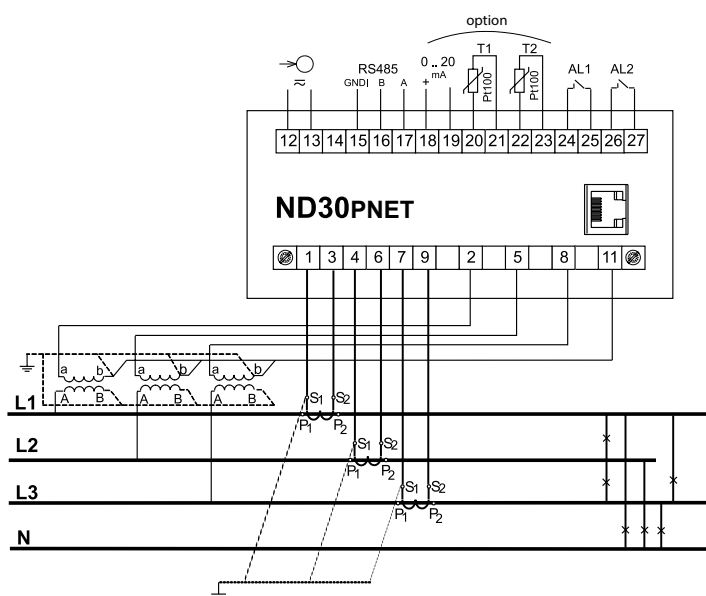 option
T1 T2
0 .. 20
mA
RS485
GND B A +
Pt100 Pt100
AL1 AL2
12 13 14 15 16 17 18 19 20 21 22 23 24 25 26 27
ND30PNET
1 3 4 6 7 9 2 5 8 11
a b a b a b
A B A B A B
L1
S1 S2
P1 P2
L2
S1 S2
P1 P2
L3
S1 S2
P1 P2
N